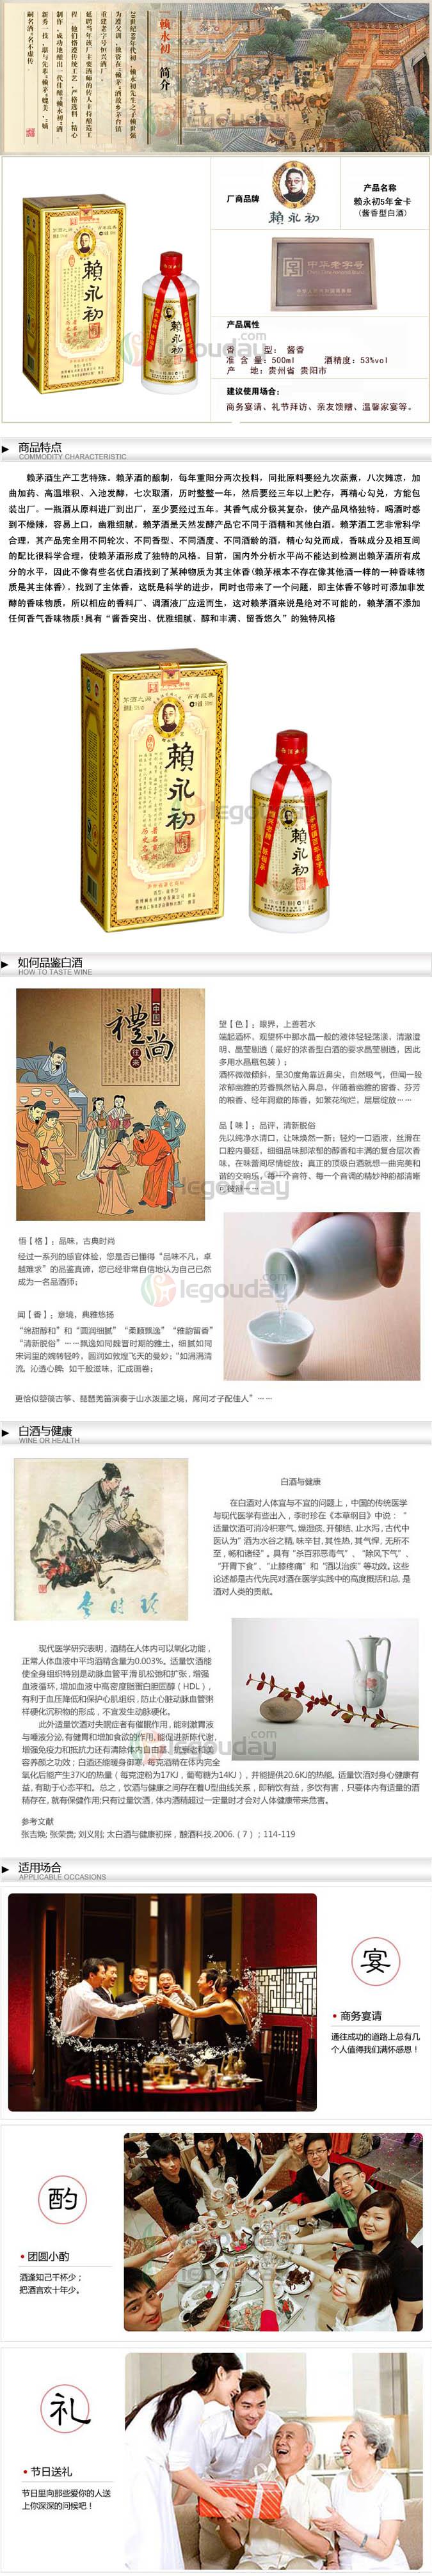 賴永初 简介
20世纪80年代初，赖永初先生之子赖世强
为遵父训，独资在“赖茅”酒故乡茅台镇
重建老字号恒兴酒厂，
延聘当年该厂主要酒师的传人主持酿造工
程。他们恪遵传统工艺，严格选料，精心
制作，成功地酿出一代佳酿“赖永初”酒
新秀一技，堪与先辈“赖茅”媲美，“嫡
嗣名酒”名不虚传
厂商品牌
賴永初
产品名称
赖永初5年金卡
(酱香型白酒)
中华老字号
賴永初
产品属性
香 型： 酱香
准 含 量：500ml 酒精度：53%vol
产 地：贵州省 贵阳市
建议使用场合：
商务宴请、礼节拜访、亲友馈赠、温馨家宴等。
legouday.com
商品特点
COMMODITY CHARACTERISTIC
赖茅酒生产工艺特殊。赖茅酒的酿制，每年重阳分两次投料，同批原料要经九次蒸煮，八次摊凉，加
曲加药、高温堆积、入池发酵，七次取酒，历时整整一年，然后要经三年以上贮存，再精心勾兑，方能包
装出厂。一瓶酒从原料进厂到出厂，至少要经过五年。其香气成分极其复杂，使产品风格独特。喝酒时感
到不燥辣，容易上口，幽雅细腻。赖茅酒是天然发酵产品它不同于酒精和其他白酒。赖茅酒工艺非常科学
合理，其产品完全用不同轮次、不同香型、不同酒度、不同酒龄的酒，精心勾兑而成，香味成分及相互间
的配比很科学合理，使赖茅酒形成了独特的风格。目前，国内外分析水平尚不能达到检测出赖茅酒所有成
分的水平，因此不像有些名优白酒找到了某种物质为其主体香(赖茅根本不存在像其他酒一样的一种香味物
质是其主体香)。找到了主体香，这既是科学的进步，同时也带来了一个问题，即主体香不够时可添加非发
酵的香味物质，所以相应的香料厂、调酒液厂应运而生，这对赖茅酒来说是绝对不可能的，赖茅酒不添加
任何香气香味物质!具有“酱香突出、优雅细腻、醇和丰满、留香悠久”的独特风格
賴永初
legouday.com
如何品鉴白酒
HOW TO TASTE WINE
中国
禮尚
往来
望【色】；眼界，上善若水
端起酒杯，观望杯中那水晶一般的液体轻轻荡漾，清澈澄
明，晶莹剔透（最好的浓香型白酒的要求晶莹剔透，因此
多用水晶瓶包装）；
酒杯微微倾斜，呈30度角靠近鼻尖，自然吸气，但闻一股
浓郁幽雅的芳香飘然钻入鼻息，伴随着幽雅的窖香、芬芳
的粮香、经年洞藏的陈香，如繁花绚烂，层层绽放……
品【味】；品评，清新脱俗
先以纯净水清口，让味焕然一新；轻灼一口酒液，丝滑在
口腔内蔓廷，细细品味那浓郁的醇香和丰满的复合层次香
味，在味蕾间尽情绽放；真正的顶级白酒就想一曲完美和
谐的交响乐，每一个音符、每一个音调的精妙神韵都清晰
可彼辩……
legouday
悟【格】；品味，古典时尚
经过一系列的感官体验，您是否已懂得“品味不凡，卓
越难求”的品鉴真谛，您已经非常自信地认为自己已然
成为一名品酒师；
legouday.com
闻【香】；意境，典雅悠扬
“绵甜醇和”和“圆润细腻”“柔顺飘逸”“雅韵留香”
“清新脱俗”……飘逸如同魏晋时期的雅士，细腻如同
宋词里的婉转轻吟，圆润如敦煌飞天的曼妙；“如涓涓清
流，沁透心脾，如千般滋味，汇成画卷；
更恰似箜篌古筝、琵琶羌笛演奏于山水泼墨之境，席间才子配佳人”……
白酒与健康
WINE OR HEALTH
李时珍
白酒与健康
在白酒对人体宜与不宜的问题上，中国的传统医学
与现代医学有些出入，李时珍在《本草纲目》中说：“
适量饮酒可消冷积寒气，燥湿痰，开郁结、止水泻，古代中
医认为”酒为水谷之精，味辛甘，其性热，其气悍，无所不
至，畅和诸经”。具有“杀百邪恶毒气”、“除风下气”、
“开胃下食”、“止膝疼痛”和“酒以治疾”等功效。这些
论述都是古代先民对酒在医学实践中的高度概括和总，是
酒对人类的贡献。
现代医学研究表明，酒精在人体内可以氧化功能，
正常人体血液中平均酒精含量为0.003%。适量饮酒能
使全身组织特别是动脉血管平滑肌松弛和扩张，增强
血液循环，增加血液中高密度脂蛋白胆固醇（HDL），
有利于血压降低和保护心肌组织，防止心脏动脉血管粥
样硬化沉积物的形成，不宜发生动脉硬化。
此外适量饮酒对失眠症者有催眠作用，能刺激胃液
与唾液分泌，有健胃和增加食欲的作用，能促进新陈代谢，
增强免疫力和抵抗力还有清除体内自由基、抗衰老和美
容养颜之功效；白酒还能暖身御寒，每克酒精在体内完全
氧化后能产生37KJ的热量（每克淀粉为17KJ，葡萄糖为14KJ），并能提供20.6KJ的热能。适量饮酒对身心健康有
益，有助于心态平和。总之，饮酒与健康之间存在着U型曲线关系，即稍饮有益，多饮有害，只要体内有适量的酒
精存在，就有保健作用;只有过量饮酒，体内酒精超过一定量时才会对人体健康带来危害。
legouday.com
参考文献
张吉焕; 张荣贵; 刘义刚; 太白酒与健康初探，酿酒科技.2006.（7）；114-119
适用场合
APPLICABLE OCCASIONS
宴
• 商务宴请
通往成功的道路上总有几
个人值得我们满怀感恩！
酌
• 团圆小酌
酒逢知己千杯少；
把酒言欢十年少。
legouday
礼
• 节日送礼
节日里向那些爱你的人送
上你深深的问候吧！